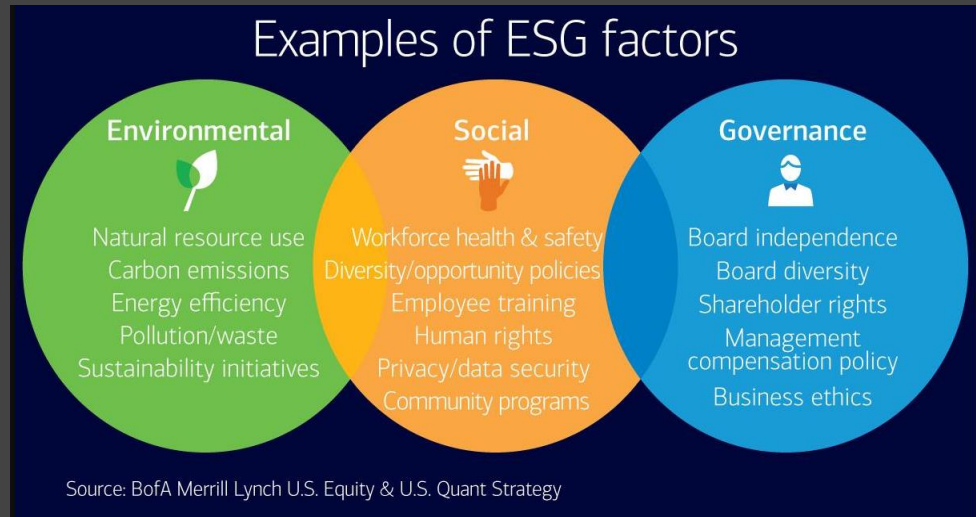 Examples of ESG factors
Environmental
Natural resource use
Carbon emissions
Energy efficiency
Pollution/waste
Sustainability initiatives
Social
Workforce health & safety
Diversity/opportunity policies
Employee training
Human rights
Privacy/data security
Community programs
Governance
Board independence
Board diversity
Shareholder rights
Management
compensation policy
Business ethics
Source: BofA Merrill Lynch U.S. Equity & U.S. Quant Strategy